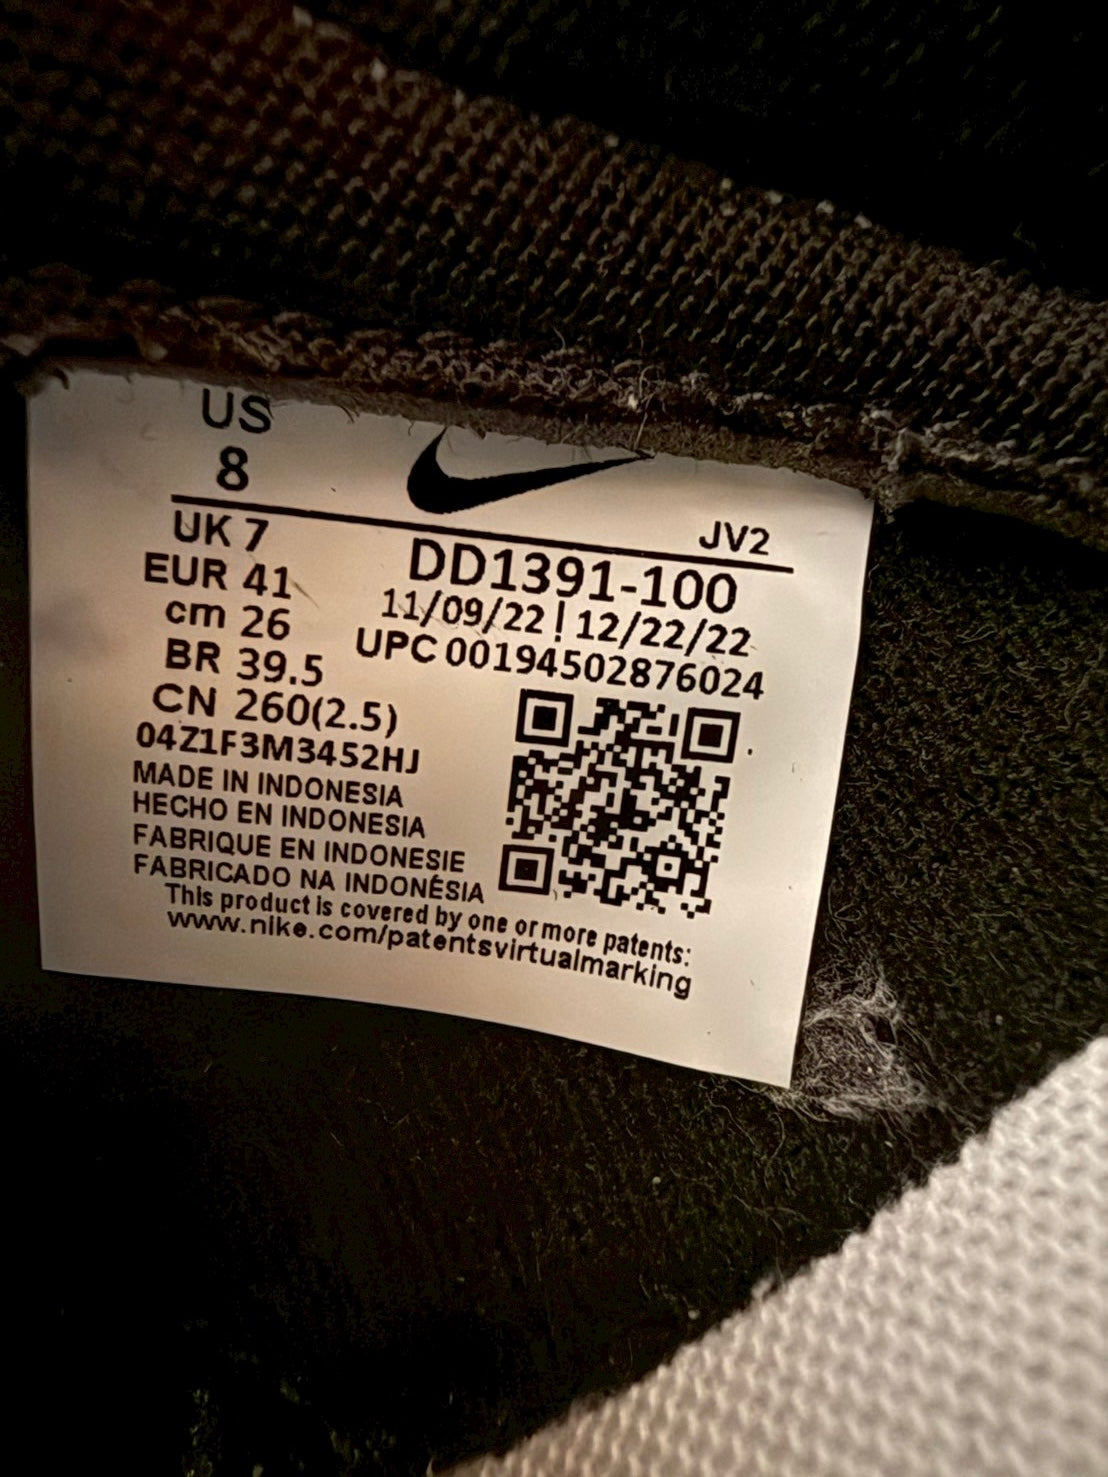 US
8
JV2
UK 7
DD1391-100
EUR 41
11/09/22 | 12/22/22
cm 26
UPC 00194502876024
BR 39.5
CN 260(2.5)
04Z1F3M3452HJ
MADE IN INDONESIA
HECHO EN INDONESIA
FABRIQUE EN INDONESIE
FABRICADO NA INDONÉSIA
This product is covered by one or more patents:
www.nike.com/patentsvirtualmarking